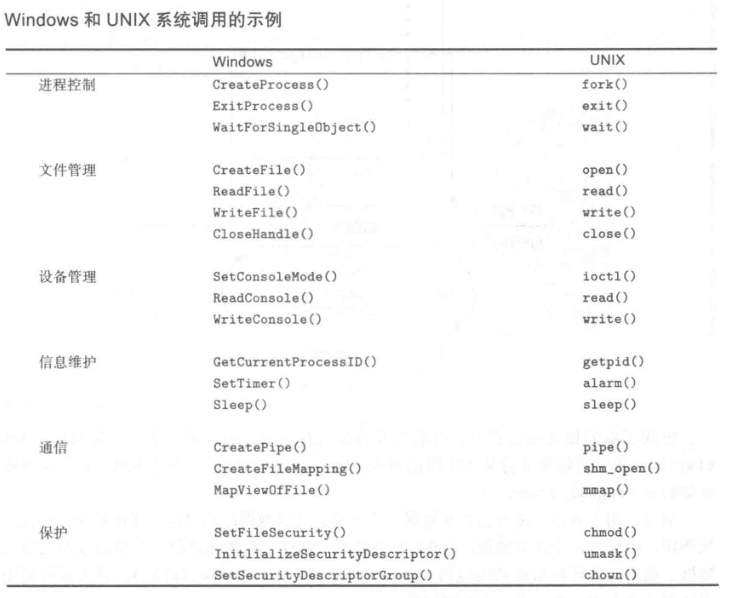 Windows 和 UNIX 系统调用的示例
Windows UNIX
进程控制 CreateProcess() fork()
ExitProcess() exit()
WaitForSingleObject() wait()
文件管理 CreateFile() open()
ReadFile() read()
WriteFile() write()
CloseHandle() close()
设备管理 SetConsoleMode() ioctl()
ReadConsole() read()
WriteConsole() write()
信息维护 GetCurrentProcessID() getpid()
SetTimer() alarm()
Sleep() sleep()
通信 CreatePipe() pipe()
CreateFileMapping() shm_open()
MapViewOfFile() mmap()
保护 SetFileSecurity() chmod()
InitlializeSecurityDescriptor() umask()
SetSecurityDescriptorGroup() chown()